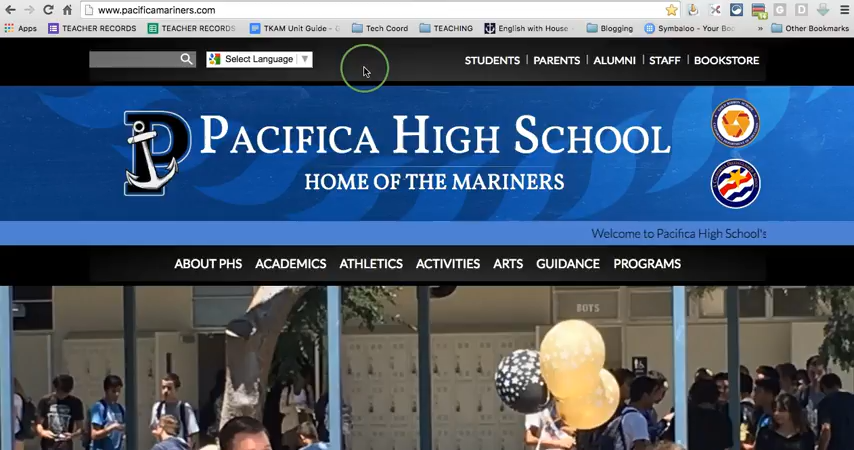 www.pacificamariners.com
Apps TEACHER RECORDS TEACHER RECORDS TKAM Unit Guide - Tech Coord TEACHING English with House Blogging Symbaloo - Your Boo » Other Bookmarks
Select Language
STUDENTS | PARENTS | ALUMNI | STAFF | BOOKSTORE
P PACIFICA HIGH SCHOOL
HOME OF THE MARINERS
Welcome to Pacifica High School's
ABOUT PHS ACADEMICS ATHLETICS ACTIVITIES ARTS GUIDANCE PROGRAMS
BOYS